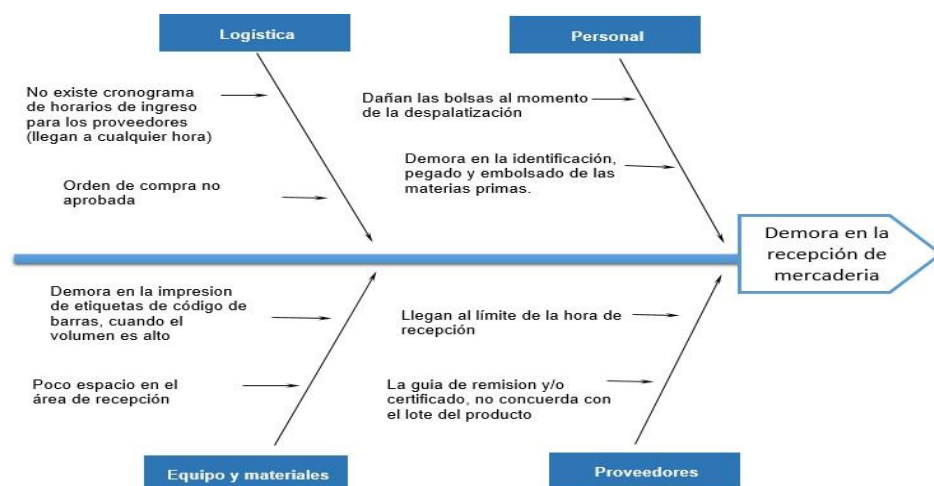 Logística
Personal
No existe cronograma
de horarios de ingreso
para los proveedores
(llegan a cualquier hora)
Orden de compra no
aprobada
Dañan las bolsas al momento
de la despalatización
Demora en la identificación,
pegado y embolsado de las
materias primas.
Demora en la
recepción de
mercaderia
Demora en la impresion
de etiquetas de código de
barras, cuando el
volumen es alto
Poco espacio en el
área de recepción
Llegan al límite de la hora de
recepción
La guia de remision y/o
certificado, no concuerda con
el lote del producto
Equipo y materiales
Proveedores